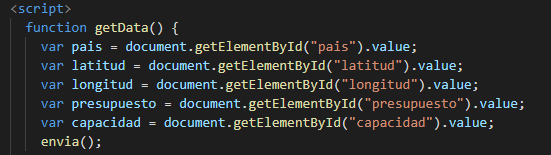 <script>
function getData() {
var pais = document.getElementById("pais").value;
var latitud = document.getElementById("latitud").value;
var longitud = document.getElementById("longitud").value;
var presupuesto = document.getElementById("presupuesto").value;
var capacidad = document.getElementById("capacidad").value;
envia();